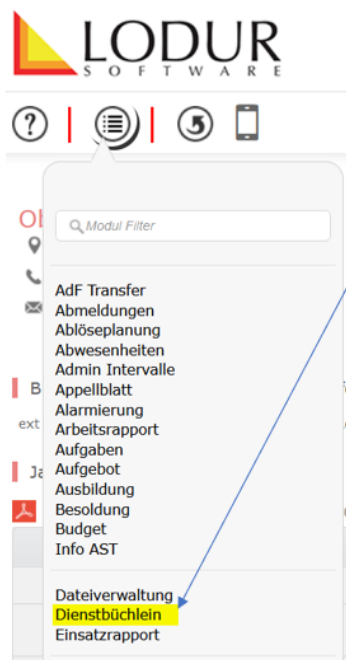 LODUR
SOFTWARE
?
Modul Filter
AdF Transfer
Abmeldungen
Ablöseplanung
Abwesenheiten
Admin Intervalle
Appellblatt
Alarmierung
Arbeitsrapport
Aufgaben
Aufgebot
Ausbildung
Besoldung
Budget
Info AST
Dateiverwaltung
Dienstbüchlein
Einsatzrapport
ext